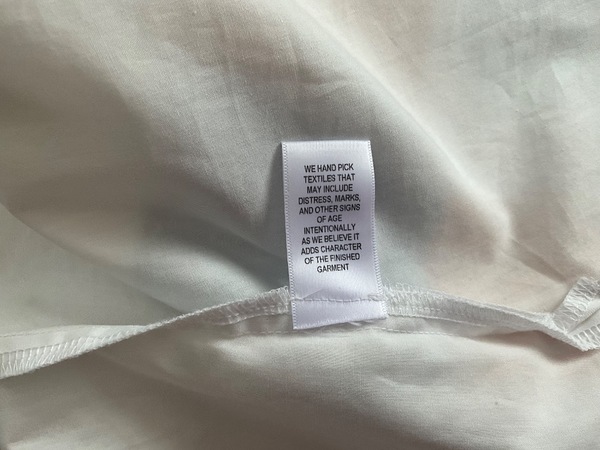 WE HAND PICK
TEXTILES THAT
MAY INCLUDE
DISTRESS, MARKS,
AND OTHER SIGNS
OF AGE
INTENTIONALLY
AS WE BELIEVE IT
ADDS CHARACTER
OF THE FINISHED
GARMENT